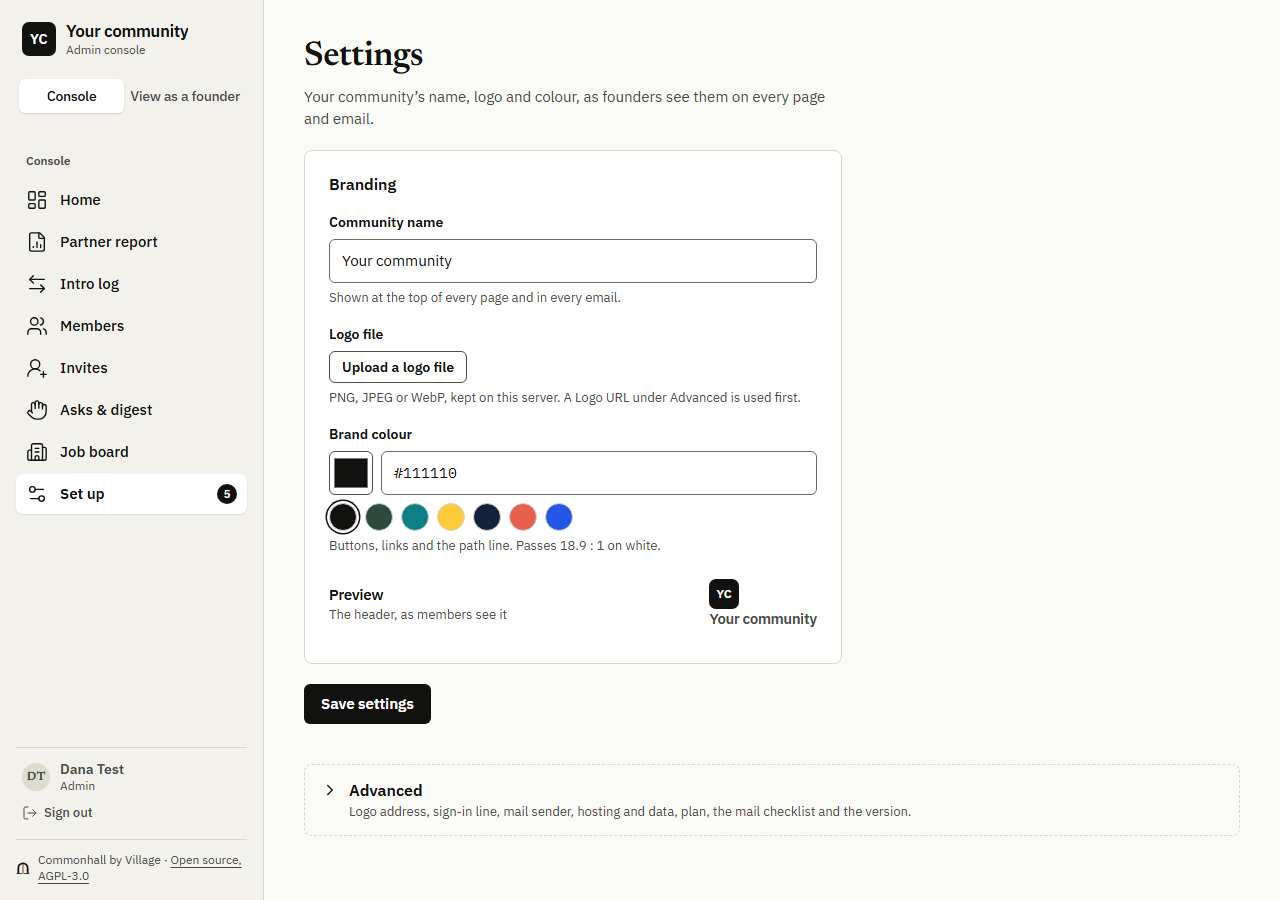 YC
Your community
Admin console
Console
View as a founder
Console
Home
Partner report
Intro log
Members
Invites
Asks & digest
Job board
Set up
5
DT
Dana Test
Admin
Sign out
Commonhall by Village · Open source,
AGPL-3.0
Settings
Your community’s name, logo and colour, as founders see them on every page
and email.
Branding
Community name
Your community
Shown at the top of every page and in every email.
Logo file
Upload a logo file
PNG, JPEG or WebP, kept on this server. A Logo URL under Advanced is used first.
Brand colour
#111110
Buttons, links and the path line. Passes 18.9 : 1 on white.
Preview
The header, as members see it
YC
Your community
Save settings
Advanced
Logo address, sign-in line, mail sender, hosting and data, plan, the mail checklist and the version.